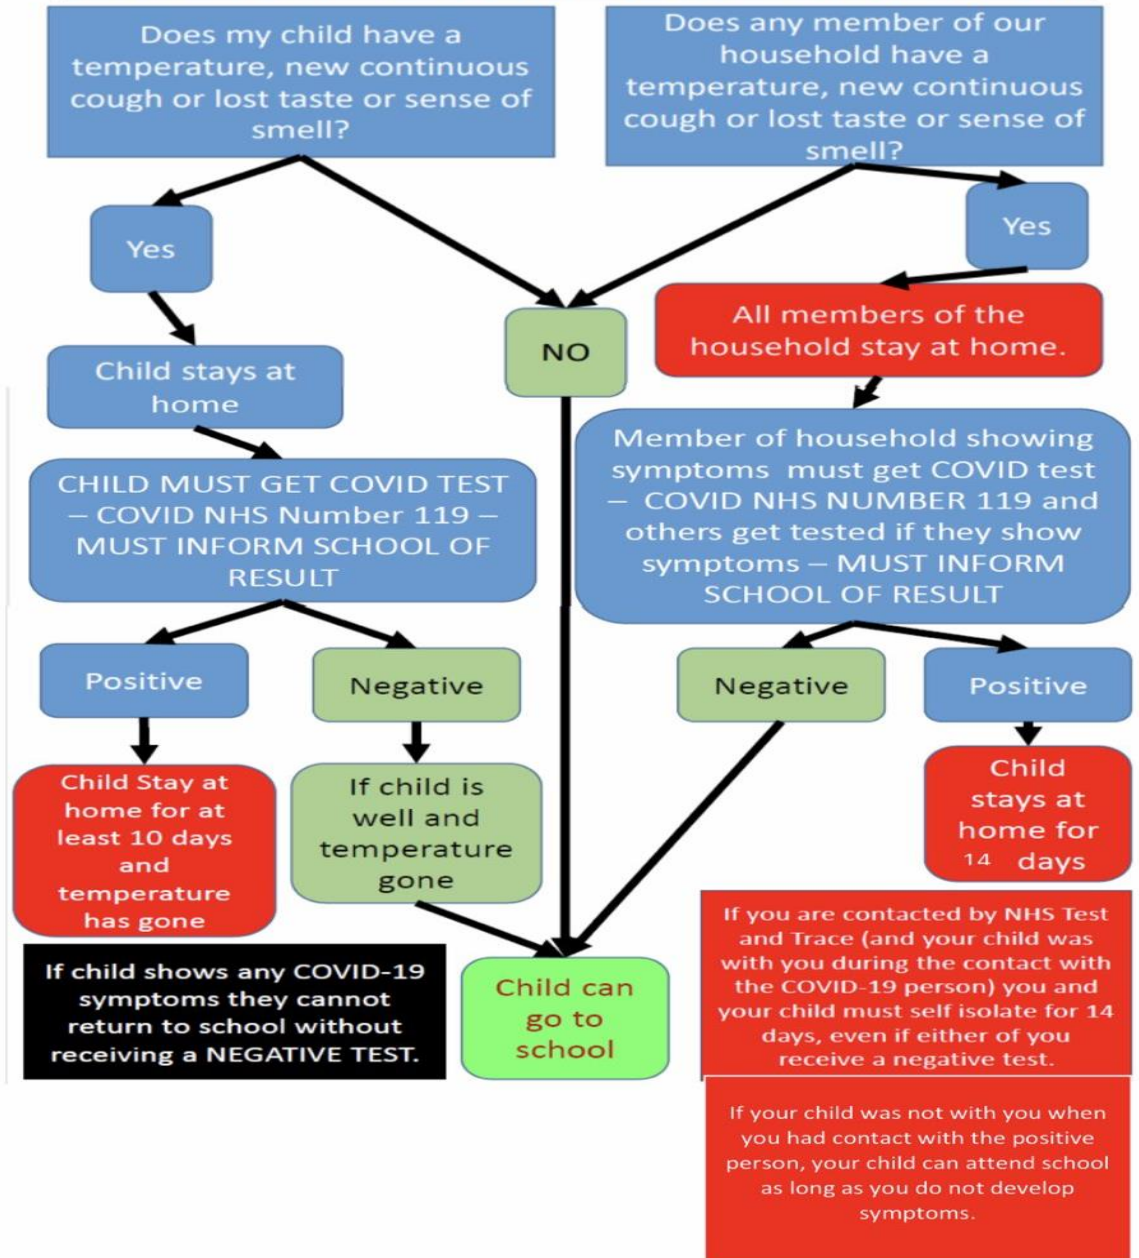 Does my child have a
temperature, new continuous
cough or lost taste or sense of
smell?
Does any member of our
household have a
temperature, new continuous
cough or lost taste or sense of
smell?
Yes
Yes
NO
All members of the
household stay at home.
Child stays at
home
Member of household showing
symptoms must get COVID test
– COVID NHS NUMBER 119 and
others get tested if they show
symptoms – MUST INFORM
SCHOOL OF RESULT
CHILD MUST GET COVID TEST
– COVID NHS Number 119 –
MUST INFORM SCHOOL OF
RESULT
Positive
Negative
Negative
Positive
Child Stay at
home for at
least 10 days
and
temperature
has gone
If child is
well and
temperature
gone
Child
stays at
home for
14 days
If child shows any COVID-19
symptoms they cannot
return to school without
receiving a NEGATIVE TEST.
Child can
go to
school
If you are contacted by NHS Test
and Trace (and your child was
with you during the contact with
the COVID-19 person) you and
your child must self isolate for 14
days, even if either of you
receive a negative test.
If your child was not with you when
you had contact with the positive
person, your child can attend school
as long as you do not develop
symptoms.